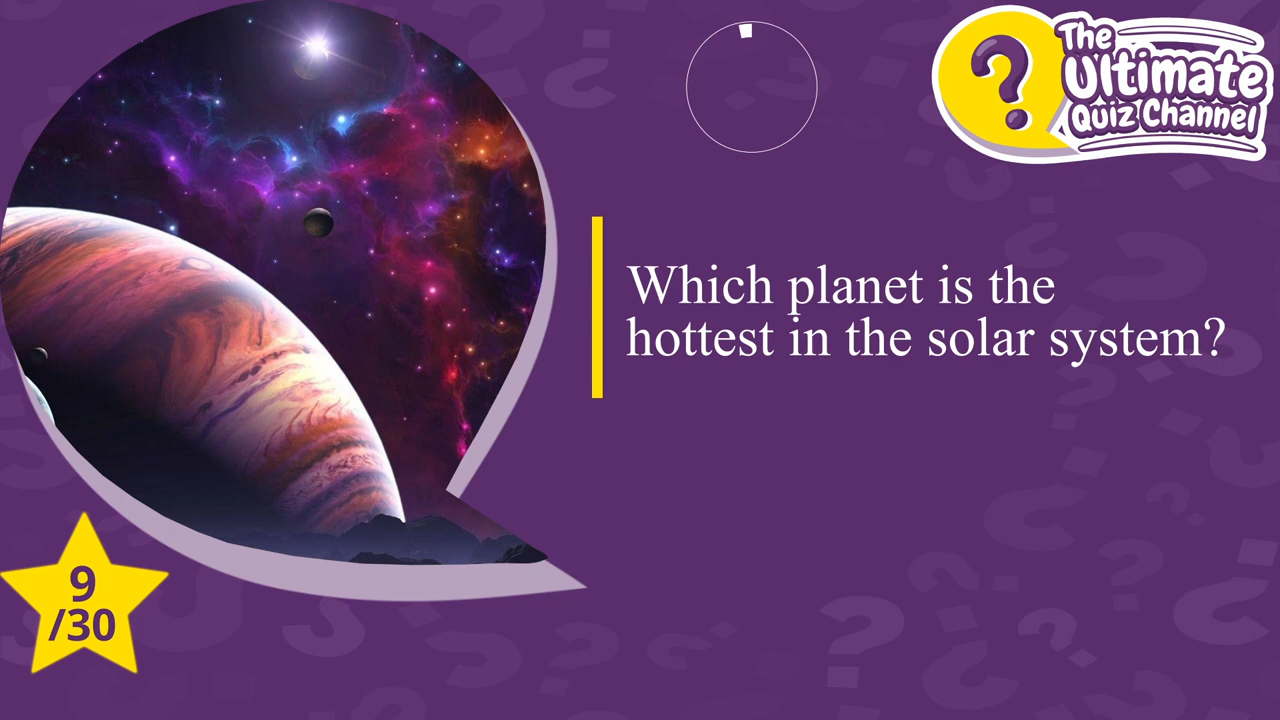 The
Ultimate
Quiz Channel
Which planet is the
hottest in the solar system?
9
/30